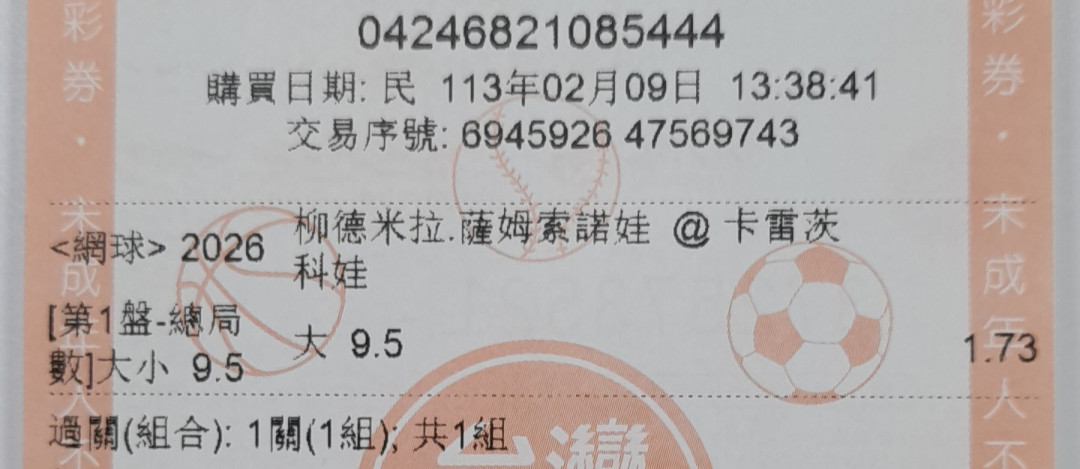 04246821085444
購買日期: 民 113年02月09日 13:38:41
交易序號: 6945926 47569743
<網球> 2026 柳德米拉.薩姆索諾娃 @ 卡雷茨
科娃
[第1盤-總局
數]大小 9.5 大 9.5 1.73
過關(組合): 1關(1組); 共1組
彩券·未成年人不
彩券·未成年人不
台灣